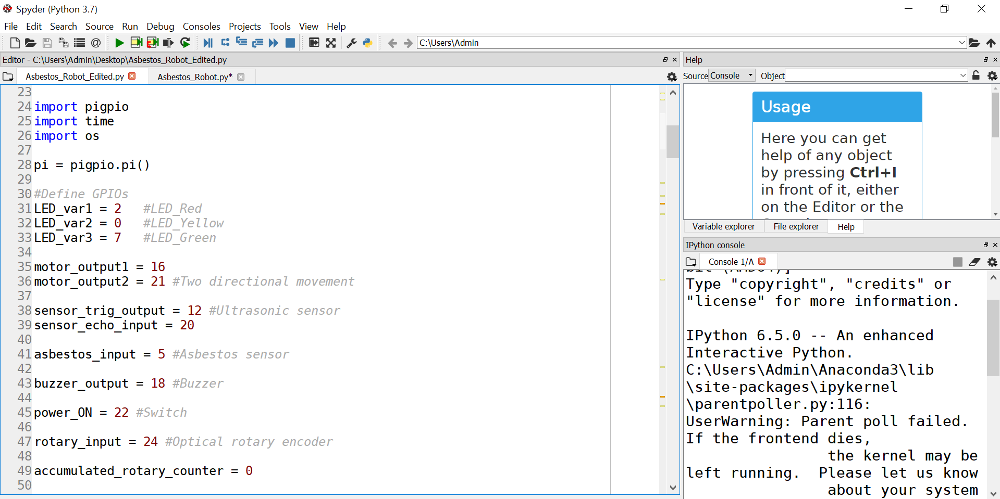 Spyder (Python 3.7)
File Edit Search Source Run Debug Consoles Projects Tools View Help
C:\Users\Admin
Editor - C:\Users\Admin\Desktop\Asbestos_Robot_Edited.py
Asbestos_Robot_Edited.py Asbestos_Robot.py*
23
24 import pigpio
25 import time
26 import os
27
28 pi = pigpio.pi()
29
30 #Define GPIOs
31 LED_var1 = 2 #LED_Red
32 LED_var2 = 0 #LED_Yellow
33 LED_var3 = 7 #LED_Green
34
35 motor_output1 = 16
36 motor_output2 = 21 #Two directional movement
37
38 sensor_trig_output = 12 #Ultrasonic sensor
39 sensor_echo_input = 20
40
41 asbestos_input = 5 #Asbestos sensor
42
43 buzzer_output = 18 #Buzzer
44
45 power_ON = 22 #Switch
46
47 rotary_input = 24 #Optical rotary encoder
48
49 accumulated_rotary_counter = 0
50
Help
Source Console Object
Usage
Here you can get
help of any object
by pressing Ctrl+I
in front of it, either
on the Editor or the
Variable explorer File explorer Help
IPython console
Console 1/A
Type "copyright", "credits" or
"license" for more information.
IPython 6.5.0 -- An enhanced
Interactive Python.
C:\Users\Admin\Anaconda3\lib
\site-packages\ipykernel
\parentpoller.py:116:
UserWarning: Parent poll failed.
If the frontend dies,
the kernel may be
left running. Please let us know
about your system